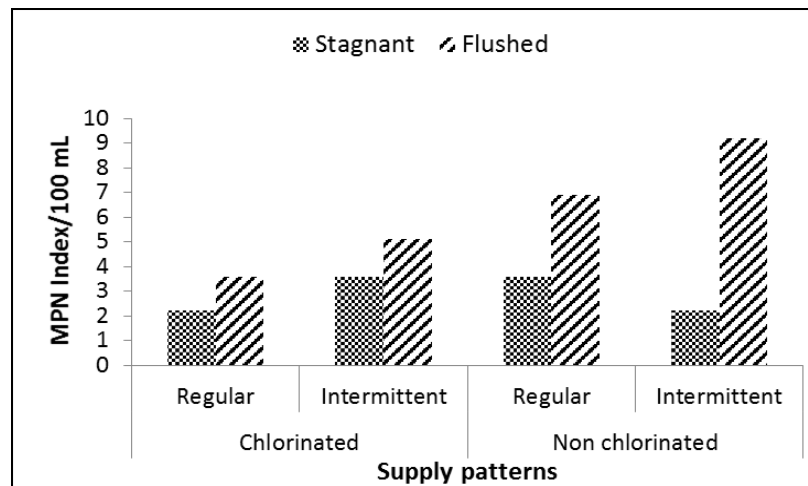 Stagnant Flushed
MPN Index/100 mL
10
9
8
7
6
5
4
3
2
1
0
Regular Intermittent Regular Intermittent
Chlorinated Non chlorinated
Supply patterns